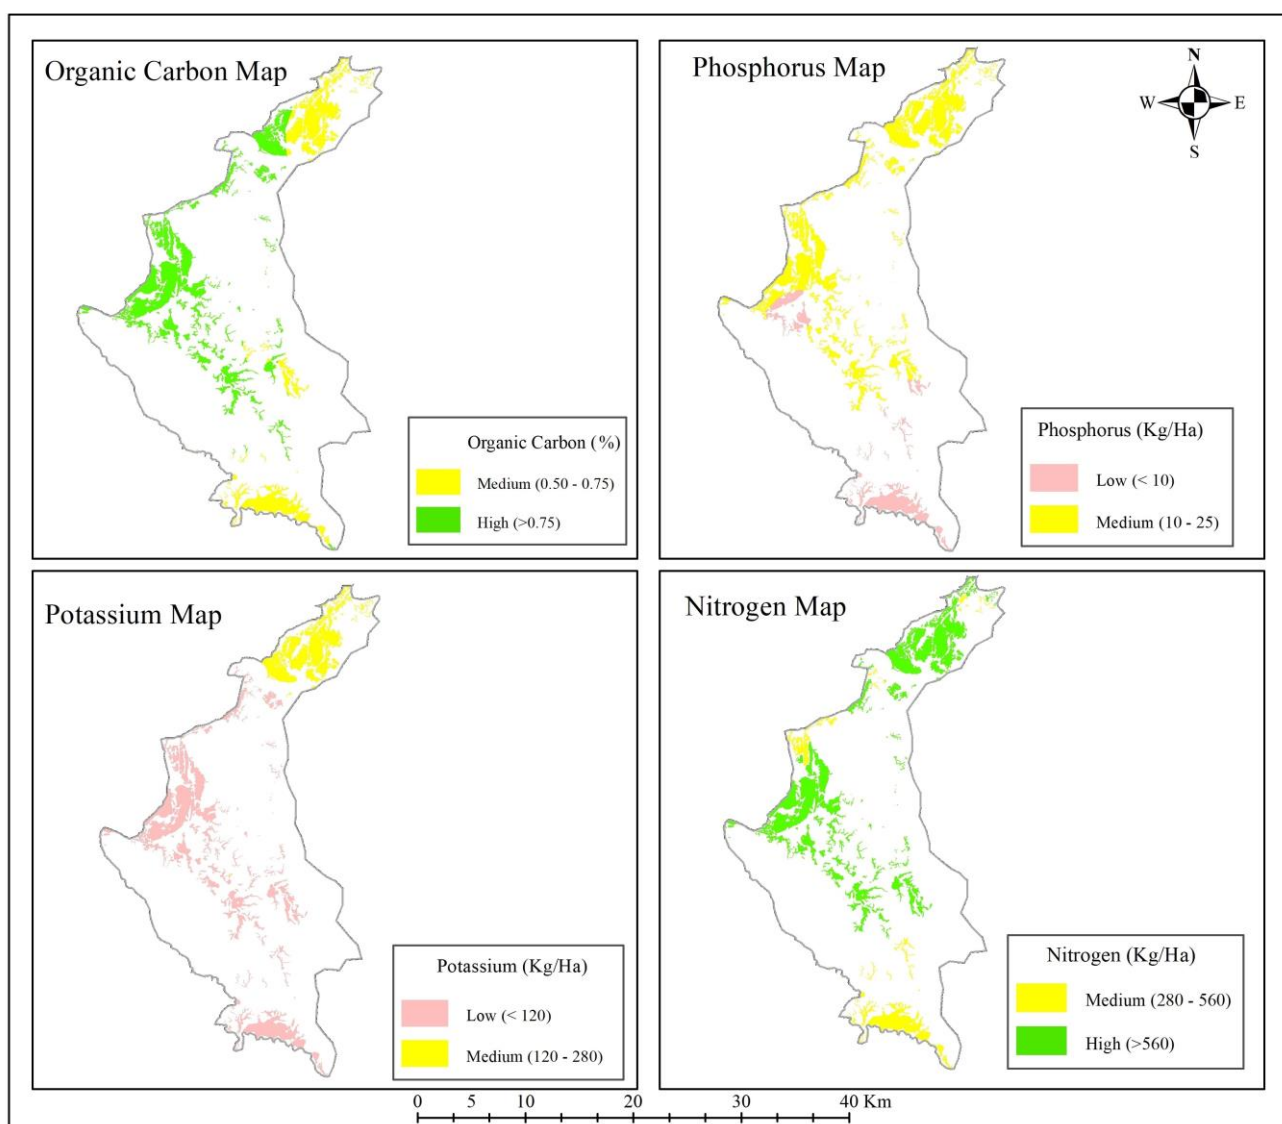 Organic Carbon Map
Organic Carbon (%)
Medium (0.50 - 0.75)
High (>0.75)
Phosphorus Map
N
W
E
S
Phosphorus (Kg/Ha)
Low (< 10)
Medium (10 - 25)
Potassium Map
Potassium (Kg/Ha)
Low (< 120)
Medium (120 - 280)
Nitrogen Map
Nitrogen (Kg/Ha)
Medium (280 - 560)
High (>560)
0 5 10 20 30 40 Km